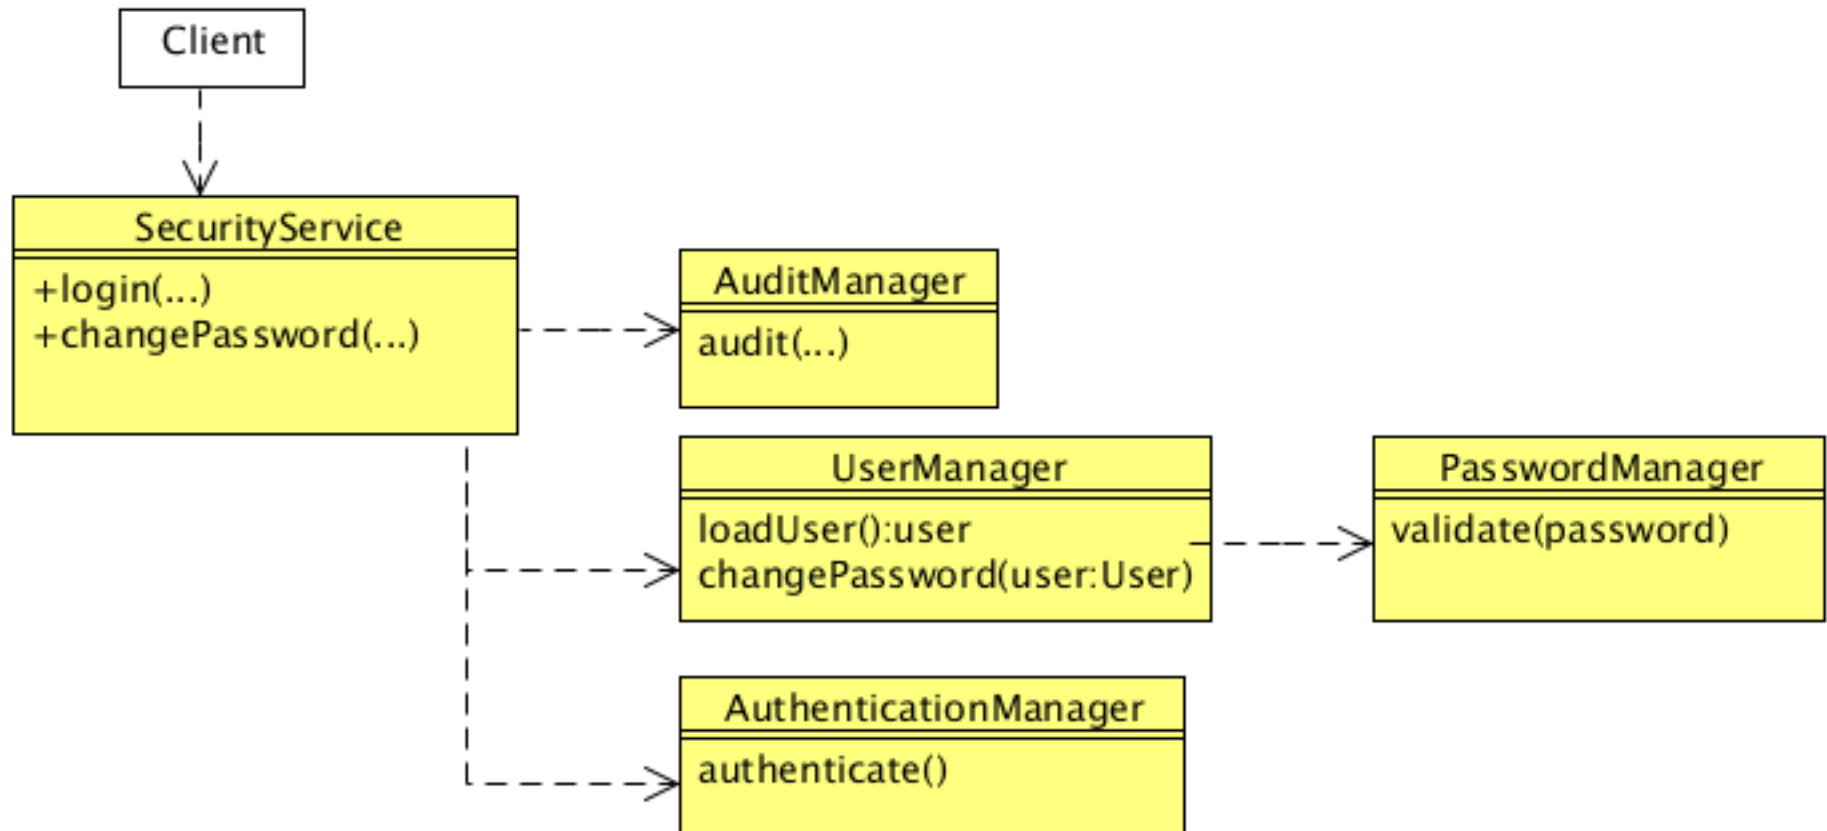 Client
SecurityService
+login(...)
+changePassword(...)
AuditManager
audit(...)
UserManager
loadUser():user
changePassword(user:User)
PasswordManager
validate(password)
AuthenticationManager
authenticate()